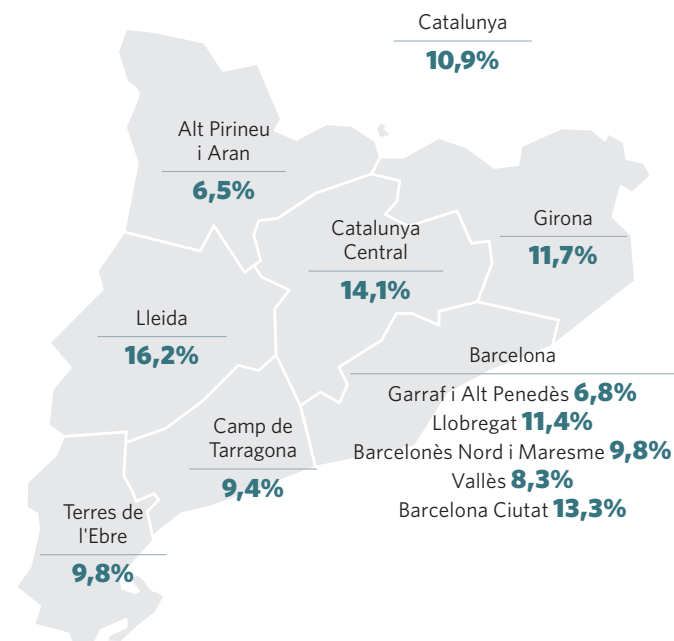 Catalunya
10,9%
Alt Pirineu
i Aran
6,5%
Catalunya
Central
14,1%
Girona
11,7%
Lleida
16,2%
Barcelona
Garraf i Alt Penedès 6,8%
Llobregat 11,4%
Barcelonès Nord i Maresme 9,8%
Vallès 8,3%
Barcelona Ciutat 13,3%
Camp de
Tarragona
9,4%
Terres de
l'Ebre
9,8%